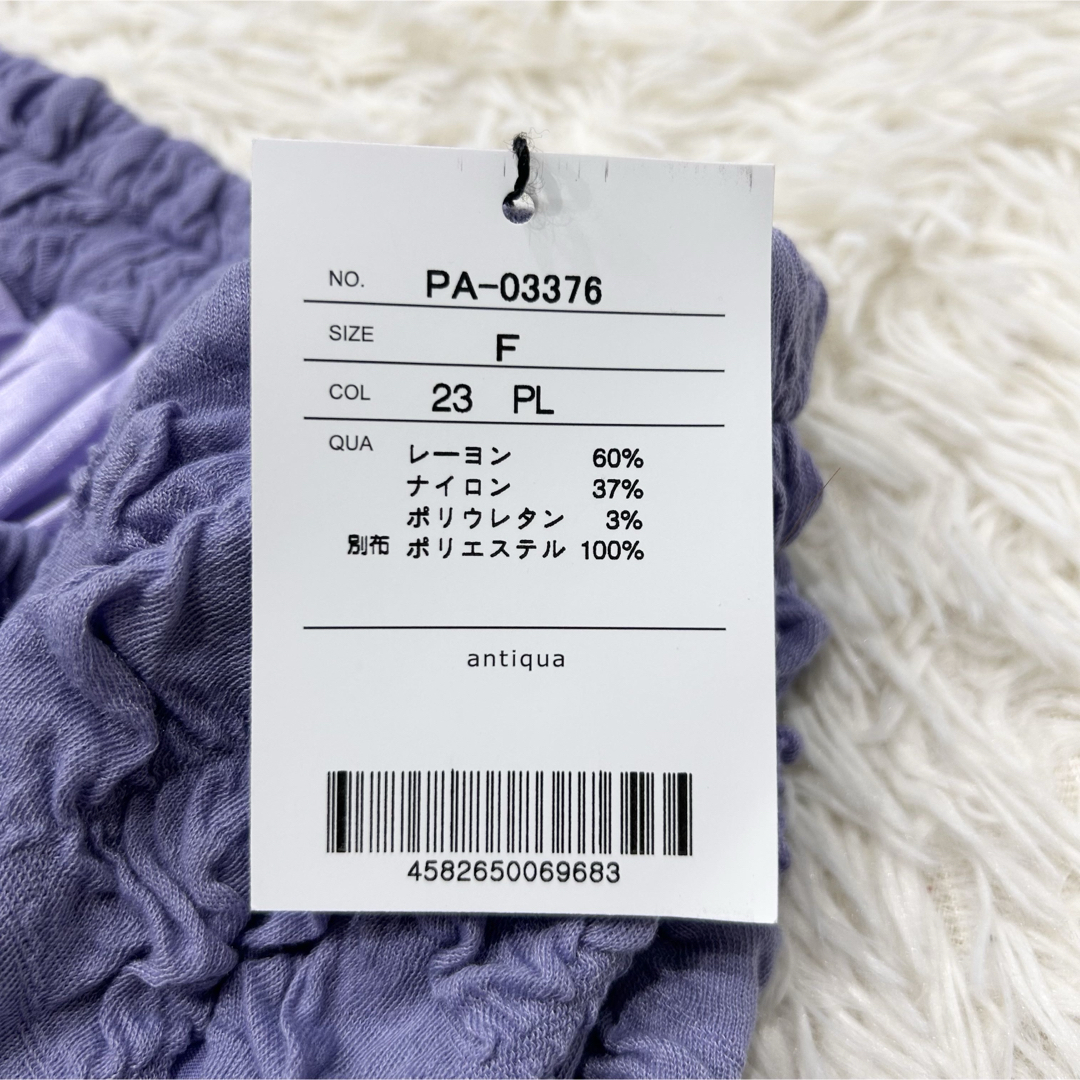 NO. PA-03376
SIZE F
COL 23 PL
QUA レーヨン 60%
ナイロン 37%
ポリウレタン 3%
別布 ポリエステル 100%
antiqua
4582650069683